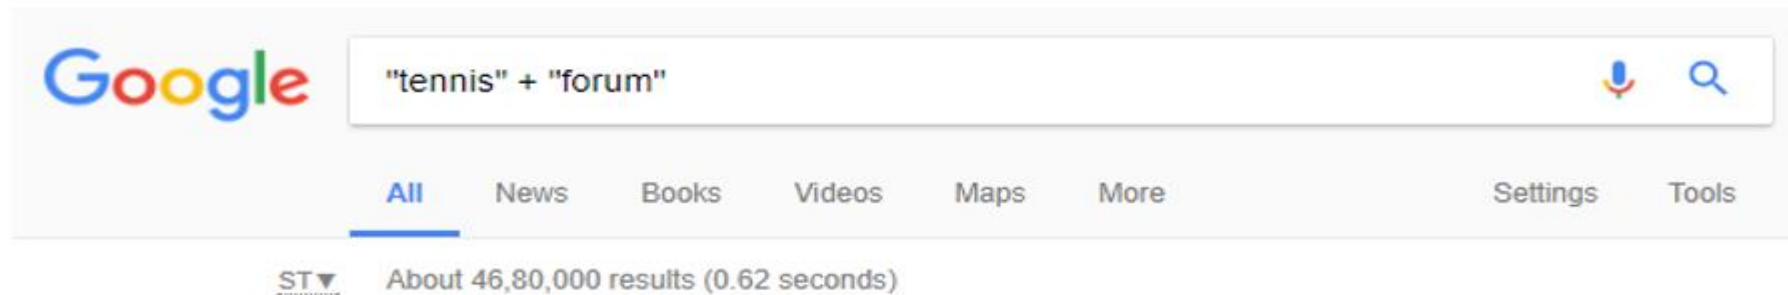 Google "tennis" + "forum"
All News Books Videos Maps More Settings Tools
ST▼ About 46,80,000 results (0.62 seconds)